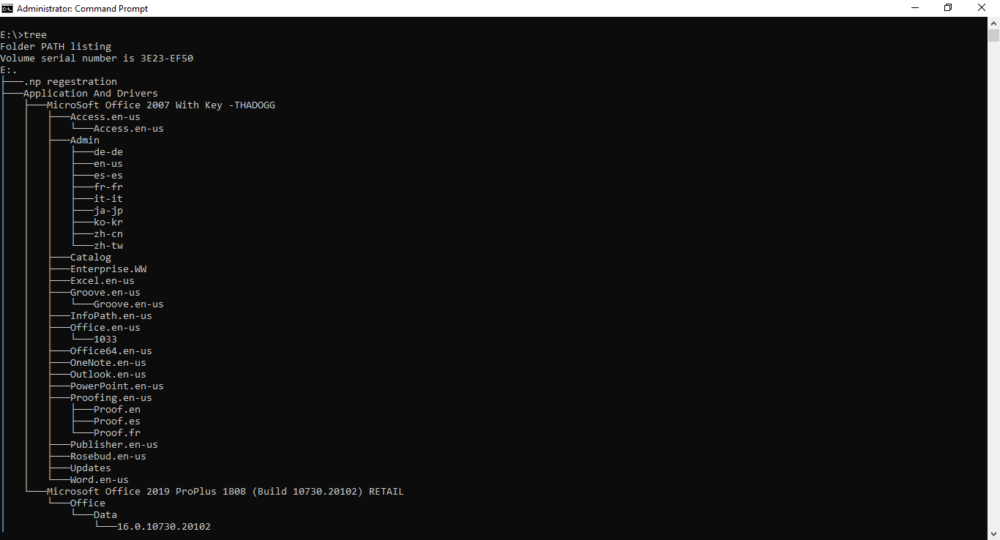 Administrator: Command Prompt
E:\>tree
Folder PATH listing
Volume serial number is 3E23-EF50
E:.
├───.np regestration
├───Application And Drivers
│   ├───MicroSoft Office 2007 With Key -THADOGG
│   │   ├───Access.en-us
│   │   │   └───Access.en-us
│   │   ├───Admin
│   │   │   ├───de-de
│   │   │   ├───en-us
│   │   │   ├───es-es
│   │   │   ├───fr-fr
│   │   │   ├───it-it
│   │   │   ├───ja-jp
│   │   │   ├───ko-kr
│   │   │   ├───zh-cn
│   │   │   └───zh-tw
│   │   ├───Catalog
│   │   ├───Enterprise.WW
│   │   ├───Excel.en-us
│   │   ├───Groove.en-us
│   │   │   └───Groove.en-us
│   │   ├───InfoPath.en-us
│   │   ├───Office.en-us
│   │   │   └───1033
│   │   ├───Office64.en-us
│   │   ├───OneNote.en-us
│   │   ├───Outlook.en-us
│   │   ├───PowerPoint.en-us
│   │   ├───Proofing.en-us
│   │   │   ├───Proof.en
│   │   │   ├───Proof.es
│   │   │   └───Proof.fr
│   │   ├───Publisher.en-us
│   │   ├───Rosebud.en-us
│   │   ├───Updates
│   │   └───Word.en-us
│   └───Microsoft Office 2019 ProPlus 1808 (Build 10730.20102) RETAIL
│       └───Office
│           └───Data
│               └───16.0.10730.20102